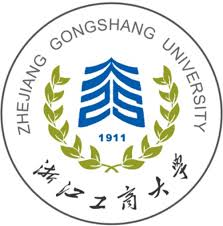 ZHEJIANG GONGSHANG UNIVERSITY
1911
浙江工商大学